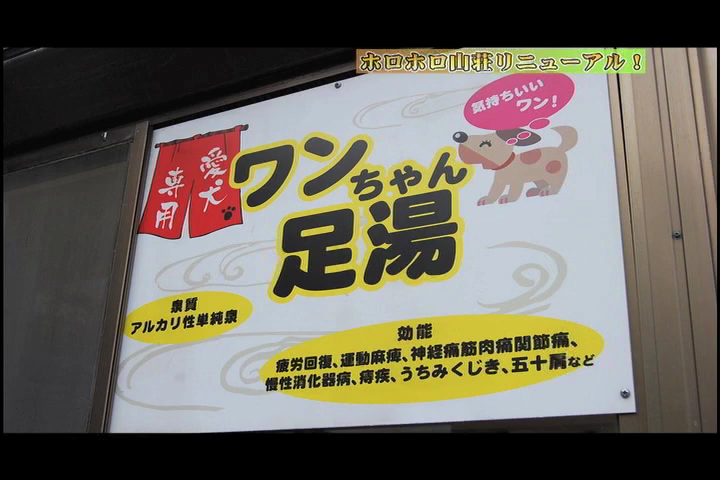 ホロホロ山荘リニューアル！
気持ちいい
ワン！
愛犬
専用
ワンちゃん
足湯
泉質
アルカリ性単純泉
効能
疲労回復、運動麻痺、神経痛筋肉痛関節痛、
慢性消化器病、痔疾、うちみくじき、五十肩など